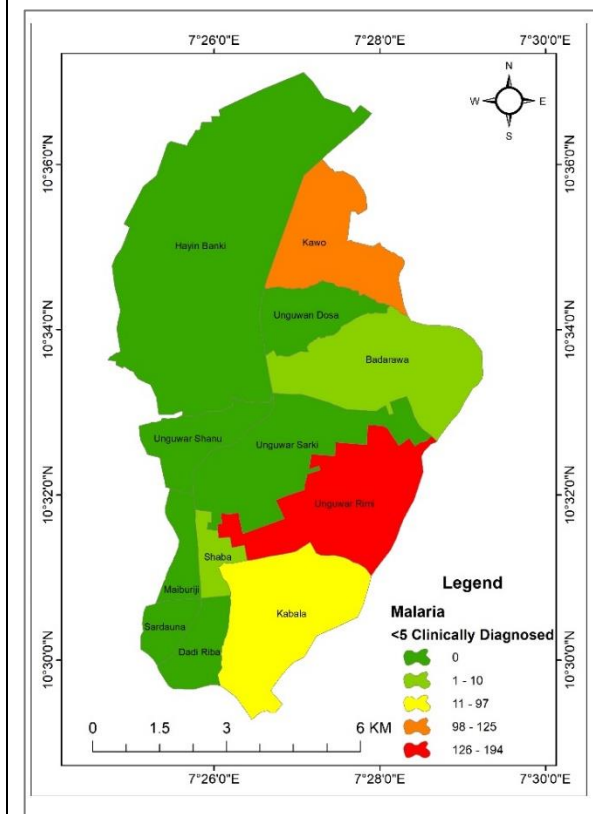 7°26'0"E 7°28'0"E 7°30'0"E
N
W E
S
10°36'0"N 10°36'0"N
Hayin Banki
Kawo
Unguwan Dosa
10°34'0"N 10°34'0"N
Badarawa
Unguwar Shanu
Unguwar Sarki
10°32'0"N 10°32'0"N
Unguwar Rimi
Shaba
Maiburiji
Kabala
Sardauna
Dadi Riba
10°30'0"N 10°30'0"N
Legend
Malaria
<5 Clinically Diagnosed
0
1 - 10
11 - 97
98 - 125
126 - 194
0 1.5 3 6 KM
7°26'0"E 7°28'0"E 7°30'0"E